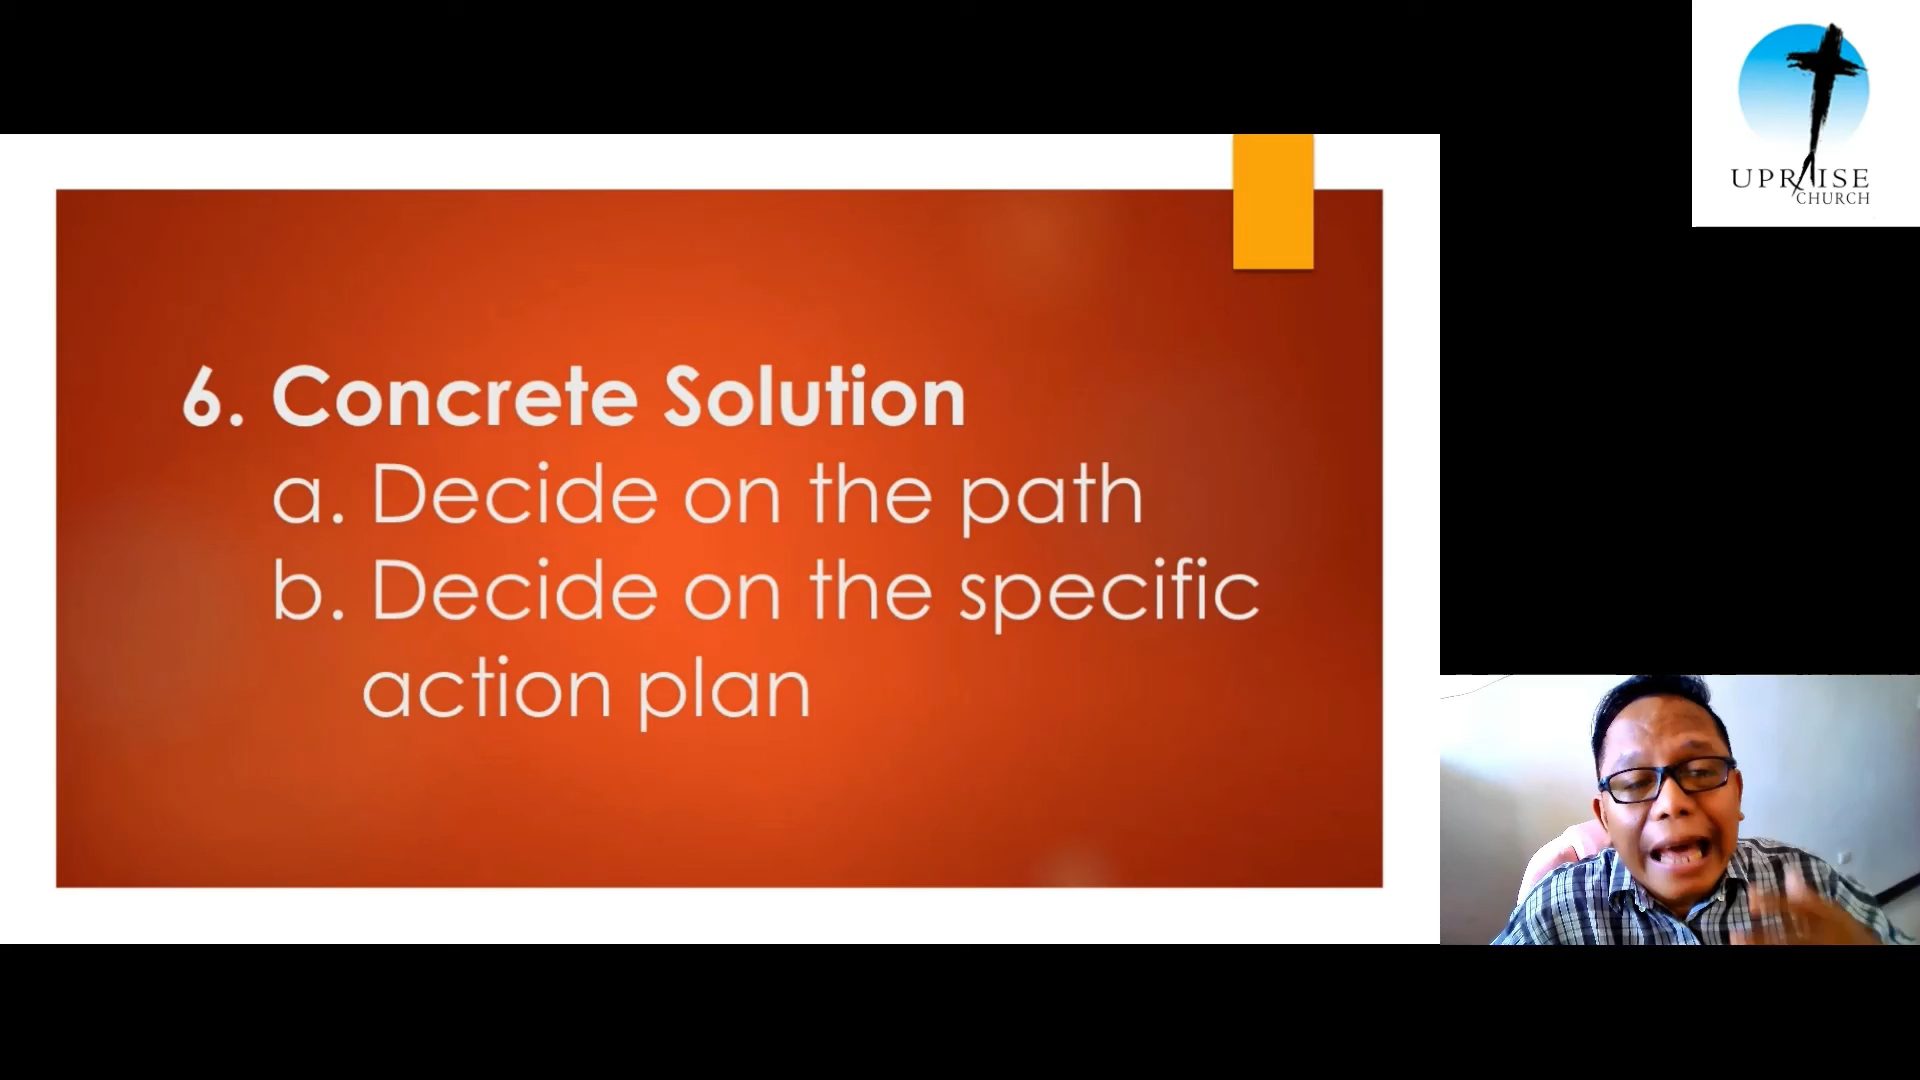 6. Concrete Solution
a. Decide on the path
b. Decide on the specific
action plan
UPRAISE
CHURCH